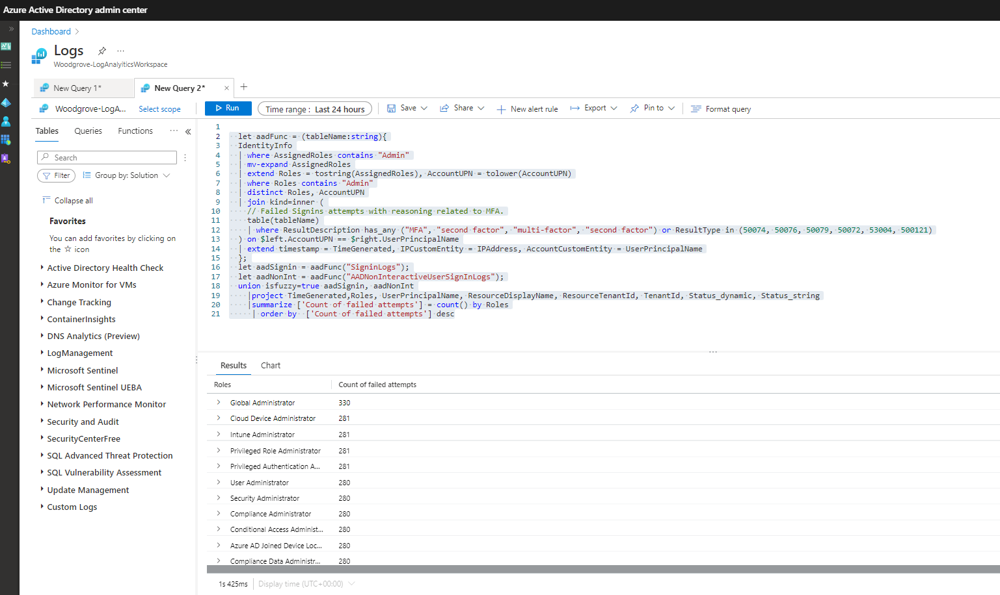 Azure Active Directory admin center
Dashboard
Logs
Woodgrove-LogAnalyiticsWorkspace
New Query 1*
New Query 2*
Woodgrove-LogA...
Select scope
Run
Time range : Last 24 hours
Save
Share
New alert rule
Export
Pin to
Format query
Tables
Queries
Functions
Search
Filter
Group by: Solution
Collapse all
Favorites
You can add favorites by clicking on
the ☆ icon
Active Directory Health Check
Azure Monitor for VMs
Change Tracking
ContainerInsights
DNS Analytics (Preview)
LogManagement
Microsoft Sentinel
Microsoft Sentinel UEBA
Network Performance Monitor
Security and Audit
SecurityCenterFree
SQL Advanced Threat Protection
SQL Vulnerability Assessment
Update Management
Custom Logs
1
2 let aadFunc = (tableName:string){
3 IdentityInfo
4 | where AssignedRoles contains "Admin"
5 | mv-expand AssignedRoles
6 | extend Roles = tostring(AssignedRoles), AccountUPN = tolower(AccountUPN)
7 | where Roles contains "Admin"
8 | distinct Roles, AccountUPN
9 | join kind=inner (
10 // Failed Signins attempts with reasoning related to MFA.
11 table(tableName)
12 | where ResultDescription has_any ("MFA", "second factor", "multi-factor", "second factor") or ResultType in (50074, 50076, 50079, 50072, 53004, 500121)
13 ) on $left.AccountUPN == $right.UserPrincipalName
14 | extend timestamp = TimeGenerated, IPCustomEntity = IPAddress, AccountCustomEntity = UserPrincipalName
15 };
16 let aadSignin = aadFunc("SigninLogs");
17 let aadNonInt = aadFunc("AADNonInteractiveUserSignInLogs");
18 union isfuzzy=true aadSignin, aadNonInt
19 |project TimeGenerated,Roles, UserPrincipalName, ResourceDisplayName, ResourceTenantId, TenantId, Status_dynamic, Status_string
20 |summarize ['Count of failed attempts'] = count() by Roles
21 | order by ['Count of failed attempts'] desc
Results
Chart
Roles Count of failed attempts
Global Administrator 330
Cloud Device Administrator 281
Intune Administrator 281
Privileged Role Administrator 281
Privileged Authentication A... 281
User Administrator 280
Security Administrator 280
Compliance Administrator 280
Conditional Access Administ... 280
Azure AD Joined Device Loc... 280
Compliance Data Administr... 280
1s 425ms
Display time (UTC+00:00)